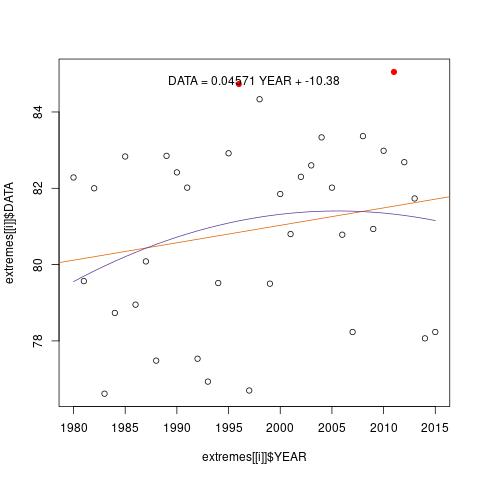 DATA = 0.04571 YEAR + -10.38
extremes[[i]]$DATA
84
82
80
78
1980 1985 1990 1995 2000 2005 2010 2015
extremes[[i]]$YEAR